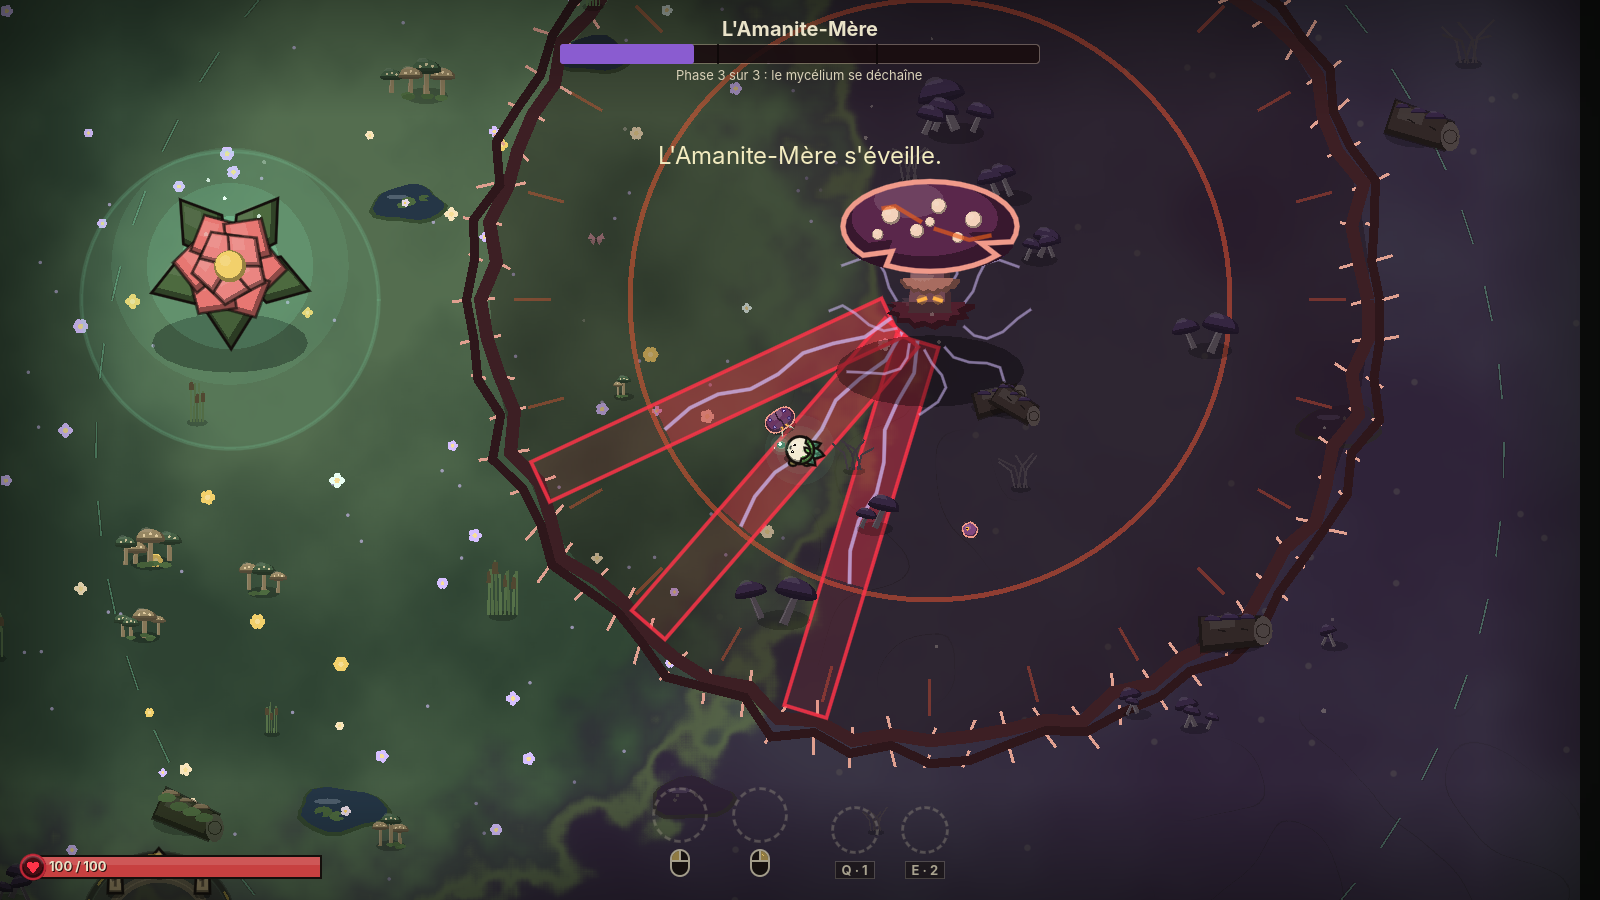 L'Amanite-Mère
Phase 3 sur 3 : le mycélium se déchaîne
L'Amanite-Mère s'éveille.
100 / 100
Q · 1
E · 2